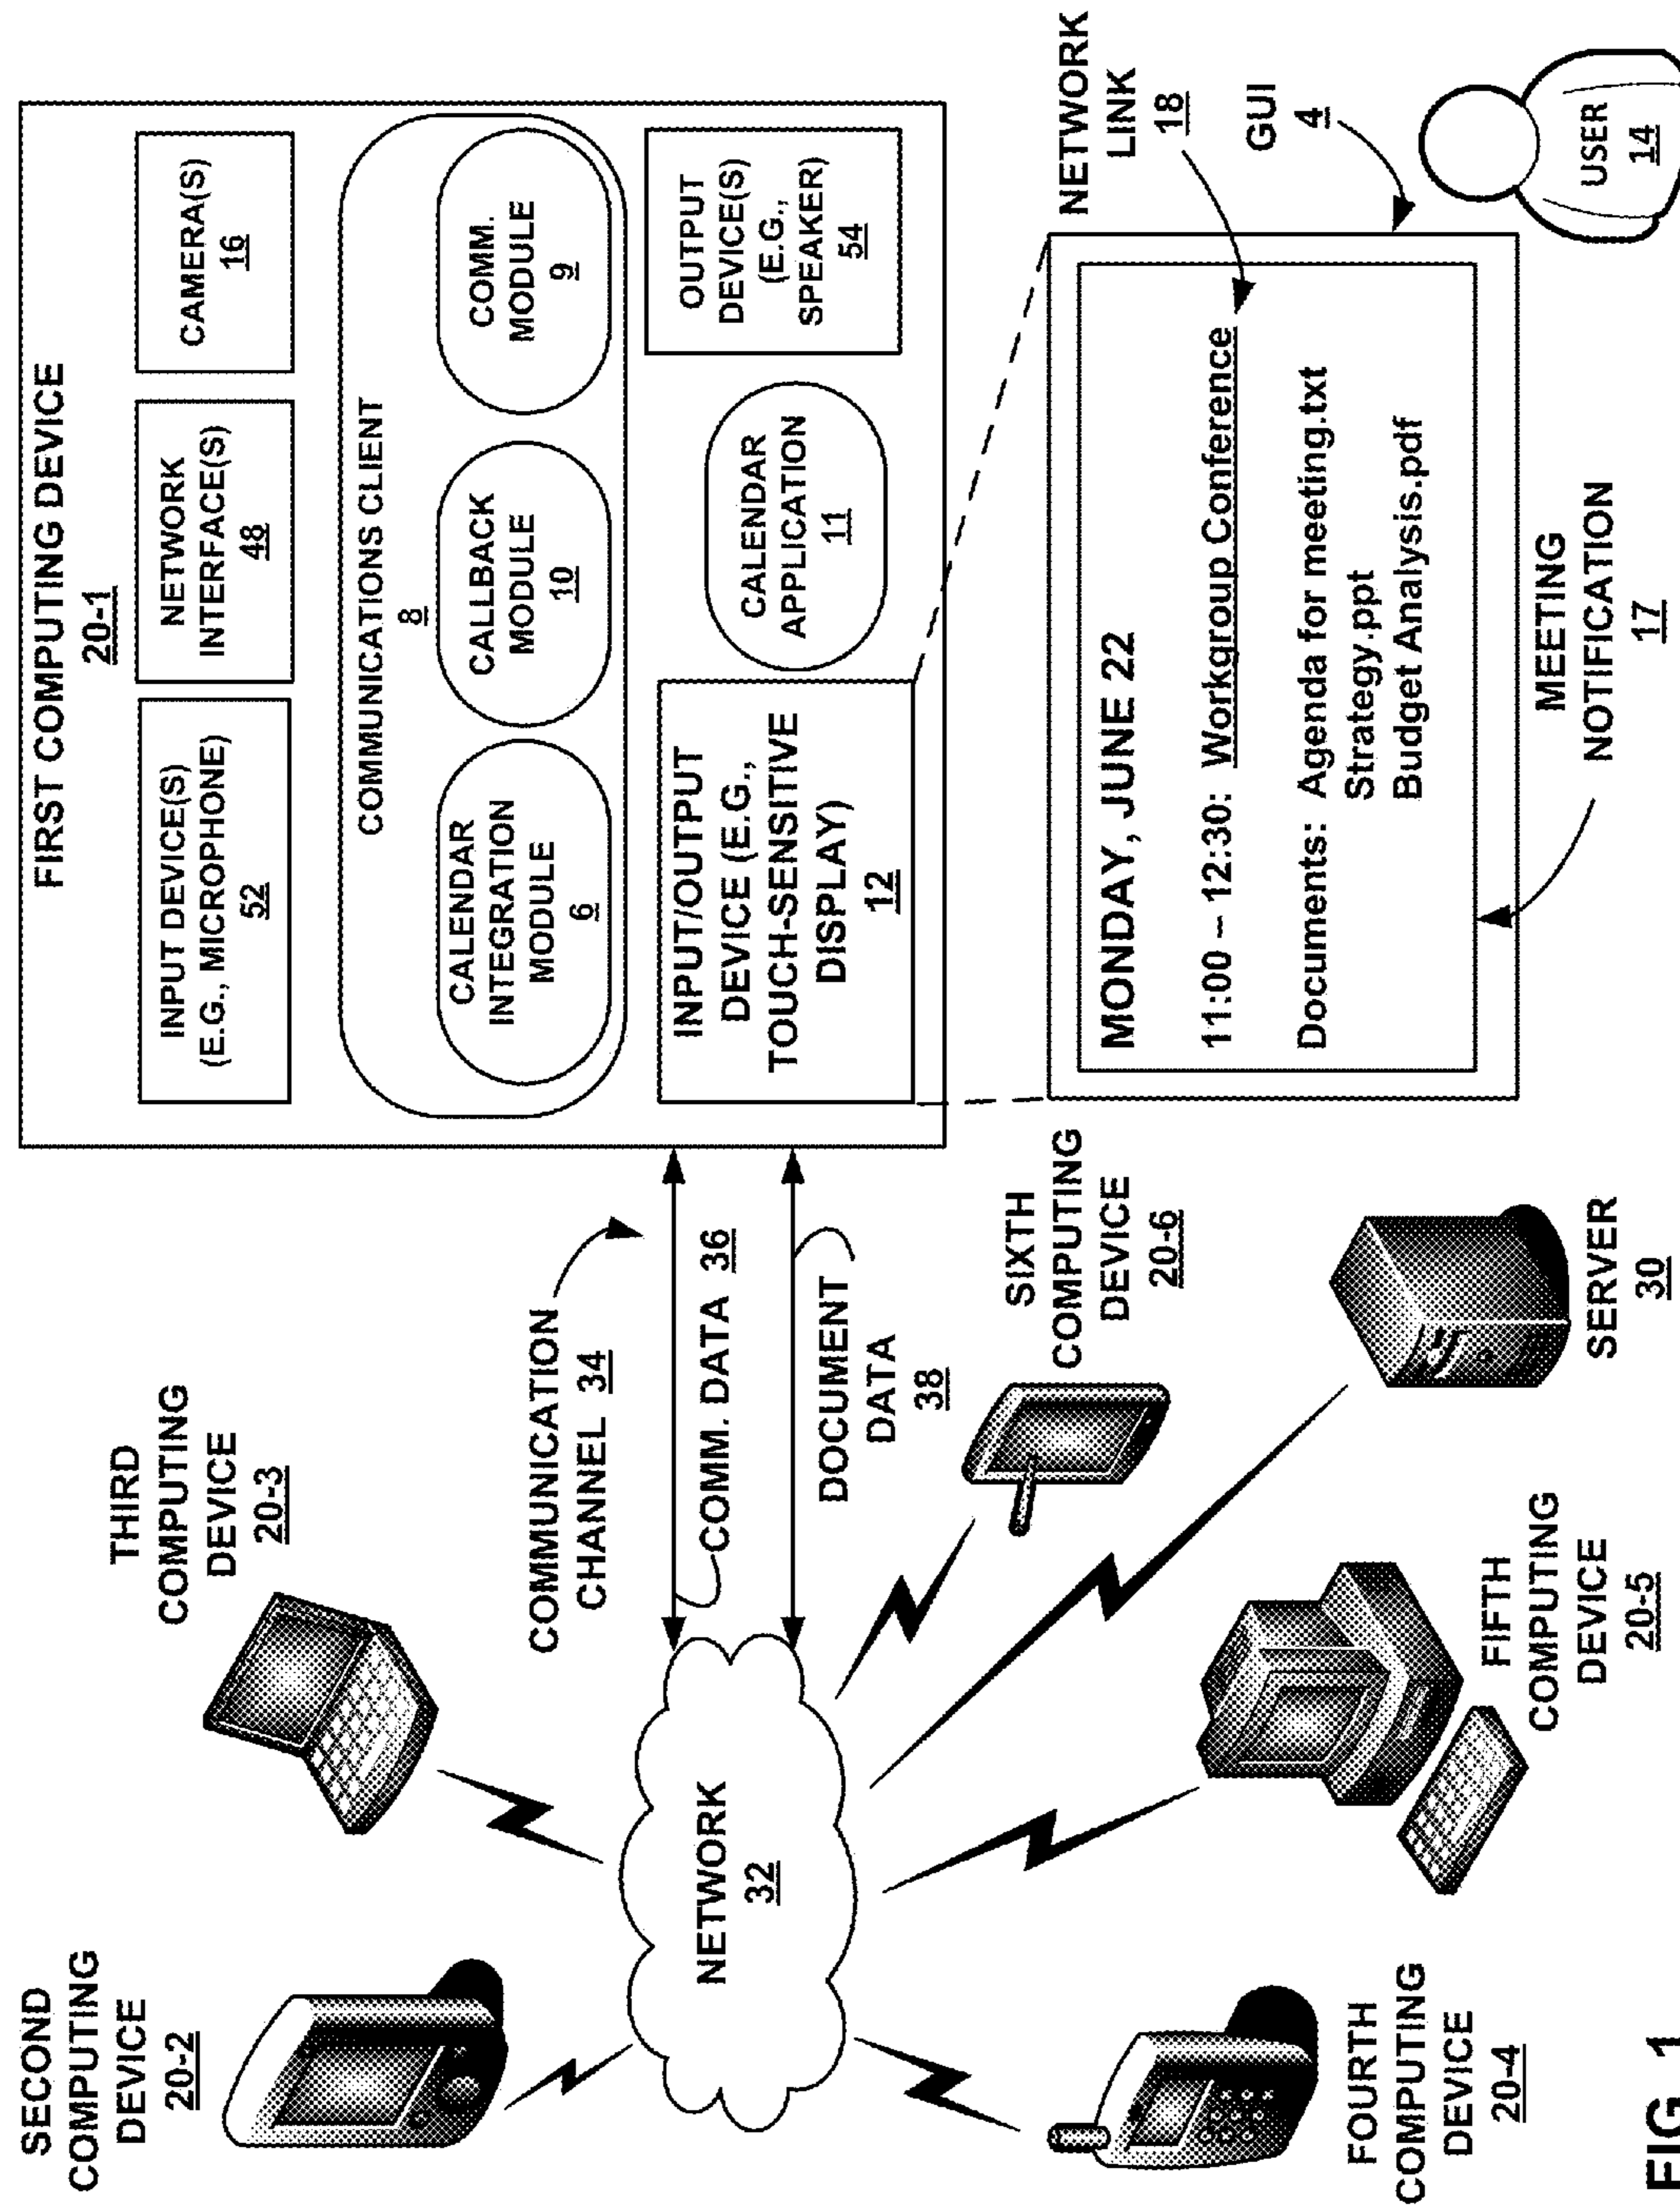 SECOND
COMPUTING
DEVICE
20-2
THIRD
COMPUTING
DEVICE
20-3
FIRST COMPUTING DEVICE
20-1
INPUT DEVICE(S)
(E.G., MICROPHONE)
52
NETWORK
INTERFACE(S)
48
CAMERA(S)
16
COMMUNICATIONS CLIENT
8
CALENDAR
INTEGRATION
MODULE
6
CALLBACK
MODULE
10
COMM.
MODULE
9
INPUT/OUTPUT
DEVICE (E.G.,
TOUCH-SENSITIVE
DISPLAY)
12
CALENDAR
APPLICATION
11
OUTPUT
DEVICE(S)
(E.G.,
SPEAKER)
54
COMMUNICATION
CHANNEL 34
COMM. DATA 36
DOCUMENT
DATA
38
NETWORK
32
SIXTH
COMPUTING
DEVICE
20-6
NETWORK
LINK
18
GUI
4
MONDAY, JUNE 22
11:00 – 12:30: Workgroup Conference
Documents: Agenda for meeting.txt
Strategy.ppt
Budget Analysis.pdf
USER
14
MEETING
NOTIFICATION
17
FOURTH
COMPUTING
DEVICE
20-4
FIFTH
COMPUTING
DEVICE
20-5
SERVER
30
FIG. 1